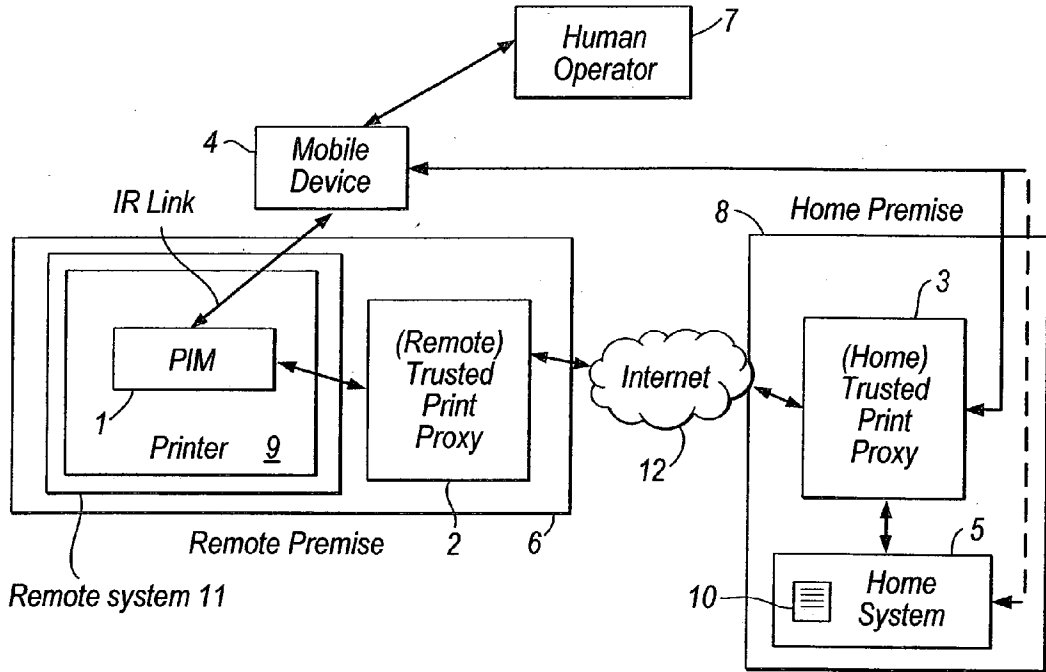 7
Human
Operator
4
Mobile
Device
IR Link
Home Premise
8
3
PIM
1
Printer 9
(Remote)
Trusted
Print
Proxy
Internet
12
(Home)
Trusted
Print
Proxy
Remote Premise
2
6
5
Remote system 11
10
Home
System